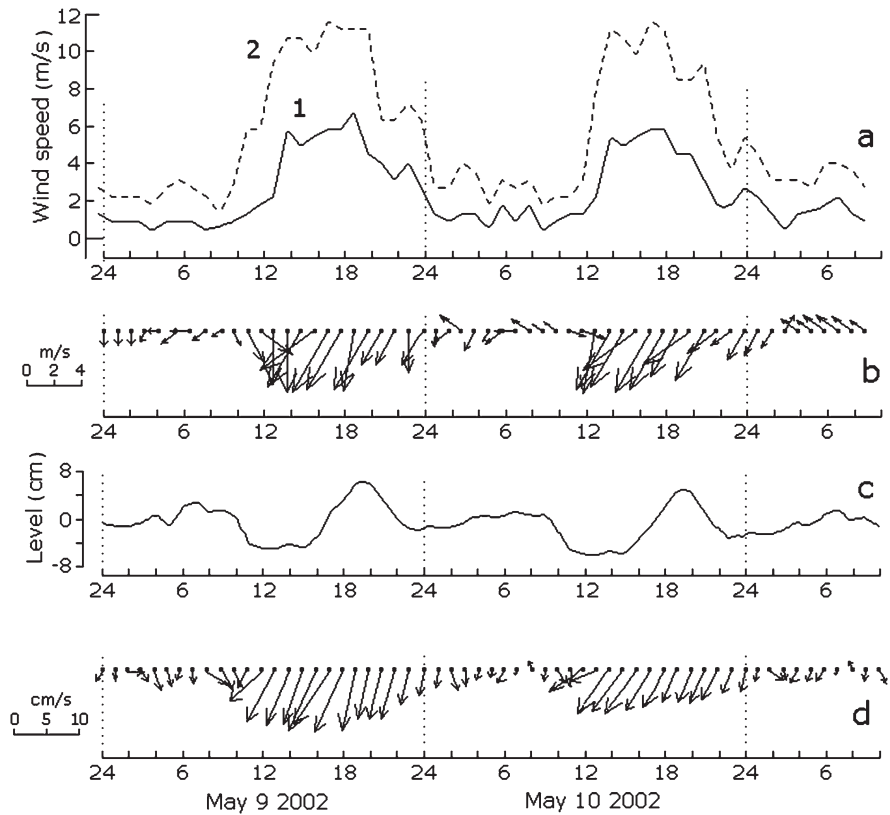 12
10
8
6
4
2
0
Wind speed (m/s)
2
1
a
24 6 12 18 24 6 12 18 24 6
m/s
0 2 4
b
24 6 12 18 24 6 12 18 24 6
8
0
-8
Level (cm)
c
24 6 12 18 24 6 12 18 24 6
cm/s
0 5 10
d
24 6 12 18 24 6 12 18 24 6
May 9 2002 May 10 2002